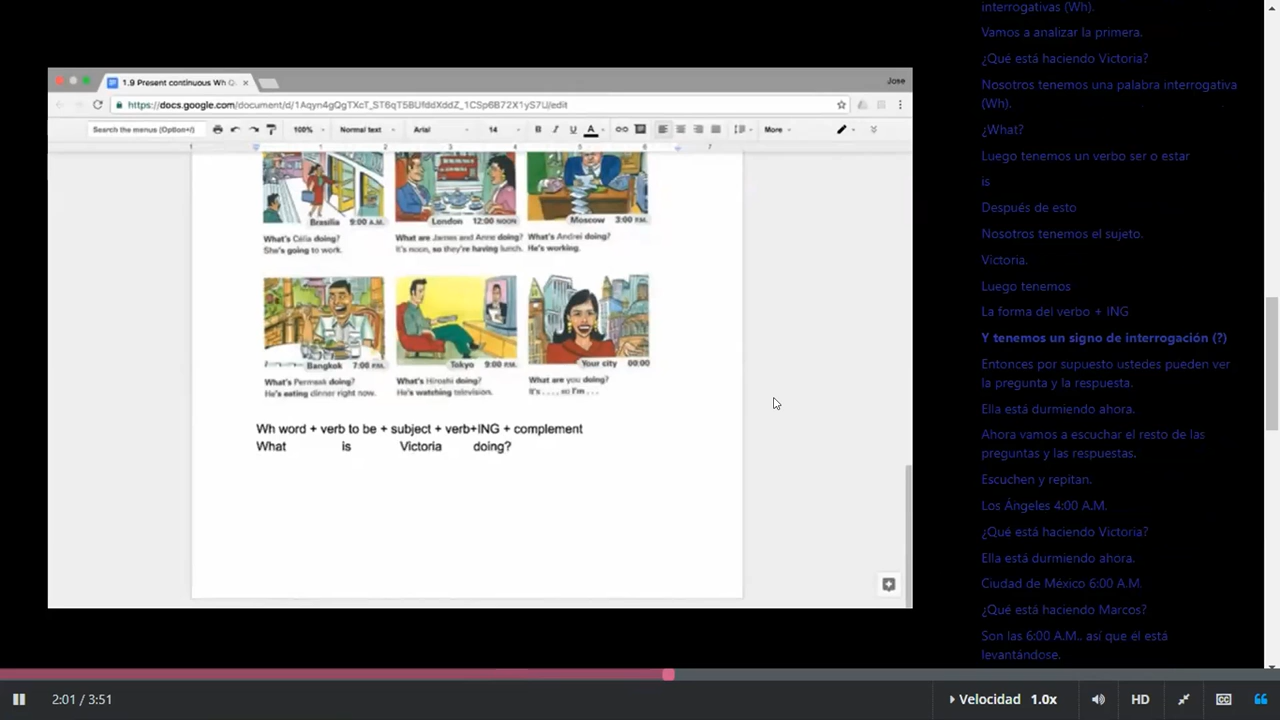 1.9 Present continuous Wh Q
Jose
https://docs.google.com/document/d/1Aqyn4gQgTXcT_ST6qT5BUfddXddZ_1CSp6B72X1yS7U/edit
Search the menus (Option+/)
100%
Normal text
Arial
14
B I U A
More
1 1 2 3 4 5 6 7
Brasilia 9:00 A.M.
London 12:00 NOON
Moscow 3:00 P.M.
What's Celia doing?
She's going to work.
What are James and Anne doing?
It's noon, so they're having lunch.
What's Andrei doing?
He's working.
Bangkok 7:00 P.M.
Tokyo 9:00 P.M.
Your city 00:00
What's Permsak doing?
He's eating dinner right now.
What's Hiroshi doing?
He's watching television.
What are you doing?
It's . . . , so I'm . . .
Wh word + verb to be + subject + verb+ING + complement
What is Victoria doing?
interrogativas (Wh).
Vamos a analizar la primera.
¿Qué está haciendo Victoria?
Nosotros tenemos una palabra interrogativa
(Wh).
¿What?
Luego tenemos un verbo ser o estar
is
Después de esto
Nosotros tenemos el sujeto.
Victoria.
Luego tenemos
La forma del verbo + ING
Y tenemos un signo de interrogación (?)
Entonces por supuesto ustedes pueden ver
la pregunta y la respuesta.
Ella está durmiendo ahora.
Ahora vamos a escuchar el resto de las
preguntas y las respuestas.
Escuchen y repitan.
Los Ángeles 4:00 A.M.
¿Qué está haciendo Victoria?
Ella está durmiendo ahora.
Ciudad de México 6:00 A.M.
¿Qué está haciendo Marcos?
Son las 6:00 A.M., así que él está
levantándose.
2:01 / 3:51
Velocidad 1.0x
HD
CC